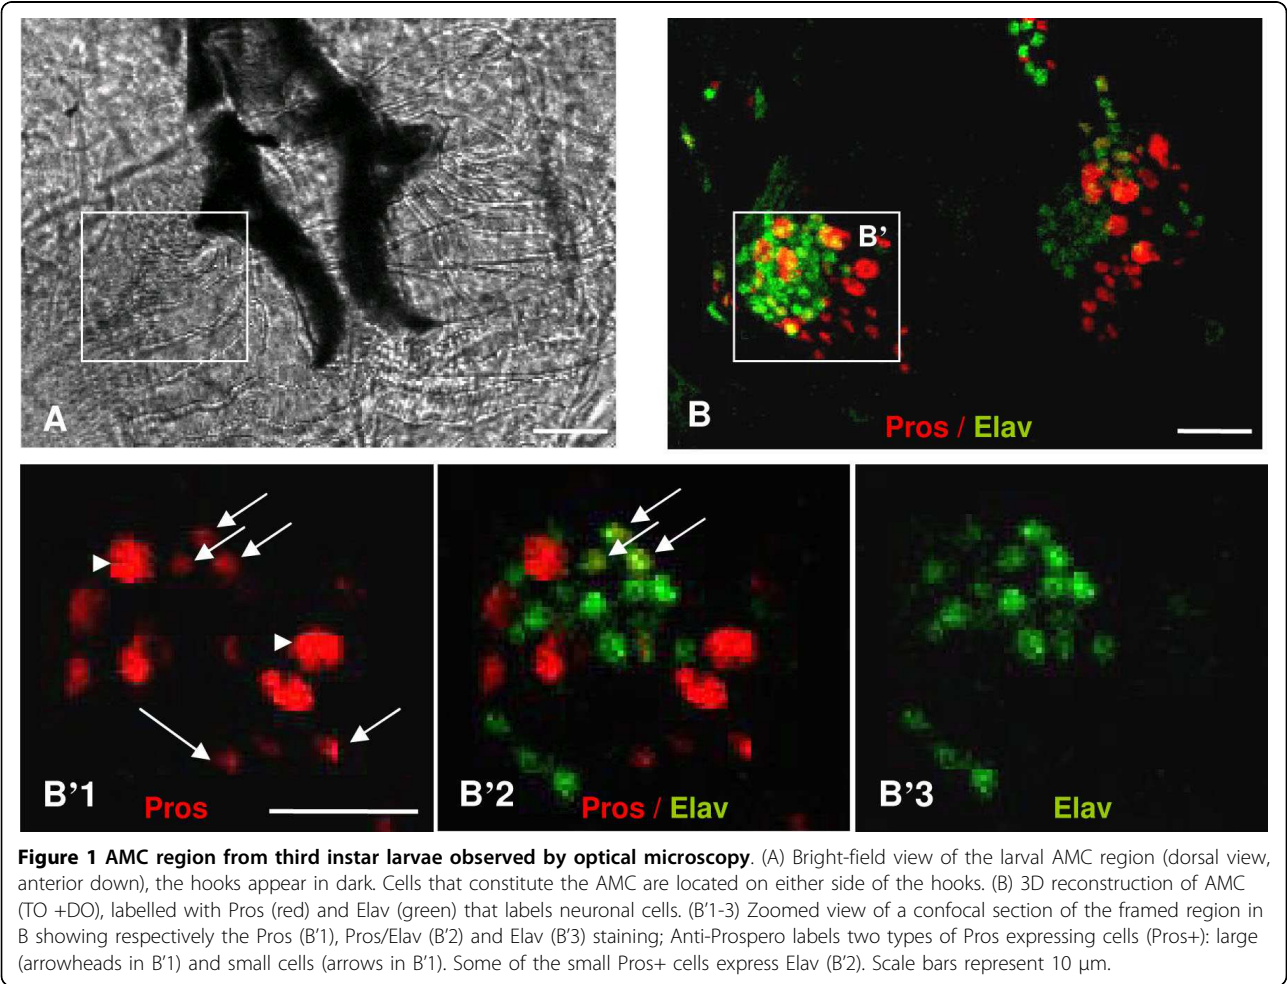 A
B’
B
Pros / Elav
B’1
Pros
B’2
Pros / Elav
B’3
Elav
Figure 1 AMC region from third instar larvae observed by optical microscopy. (A) Bright-field view of the larval AMC region (dorsal view,
anterior down), the hooks appear in dark. Cells that constitute the AMC are located on either side of the hooks. (B) 3D reconstruction of AMC
(TO +DO), labelled with Pros (red) and Elav (green) that labels neuronal cells. (B’1-3) Zoomed view of a confocal section of the framed region in
B showing respectively the Pros (B’1), Pros/Elav (B’2) and Elav (B’3) staining; Anti-Prospero labels two types of Pros expressing cells (Pros+): large
(arrowheads in B’1) and small cells (arrows in B’1). Some of the small Pros+ cells express Elav (B’2). Scale bars represent 10 μm.